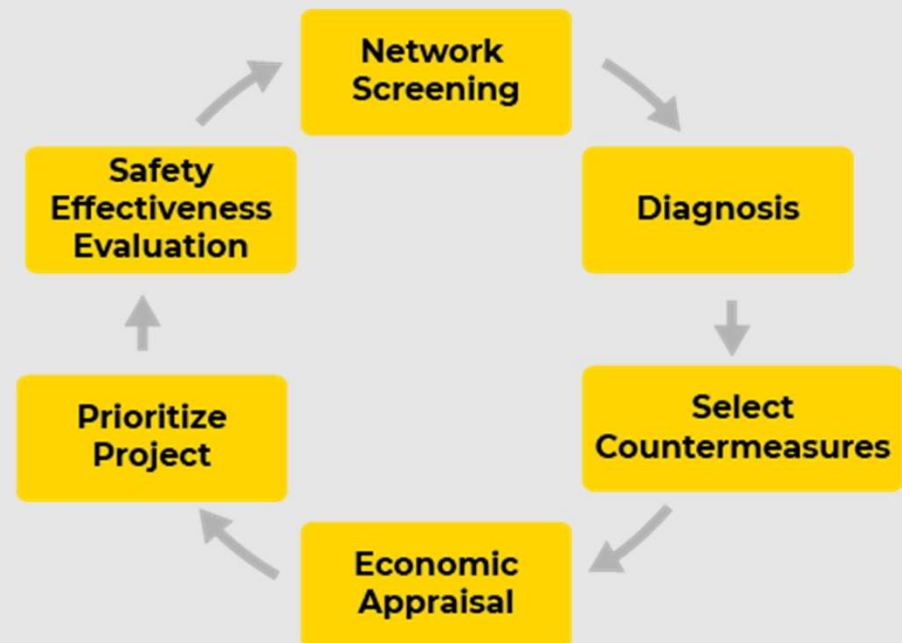 Network
Screening
Diagnosis
Select
Countermeasures
Economic
Appraisal
Prioritize
Project
Safety
Effectiveness
Evaluation